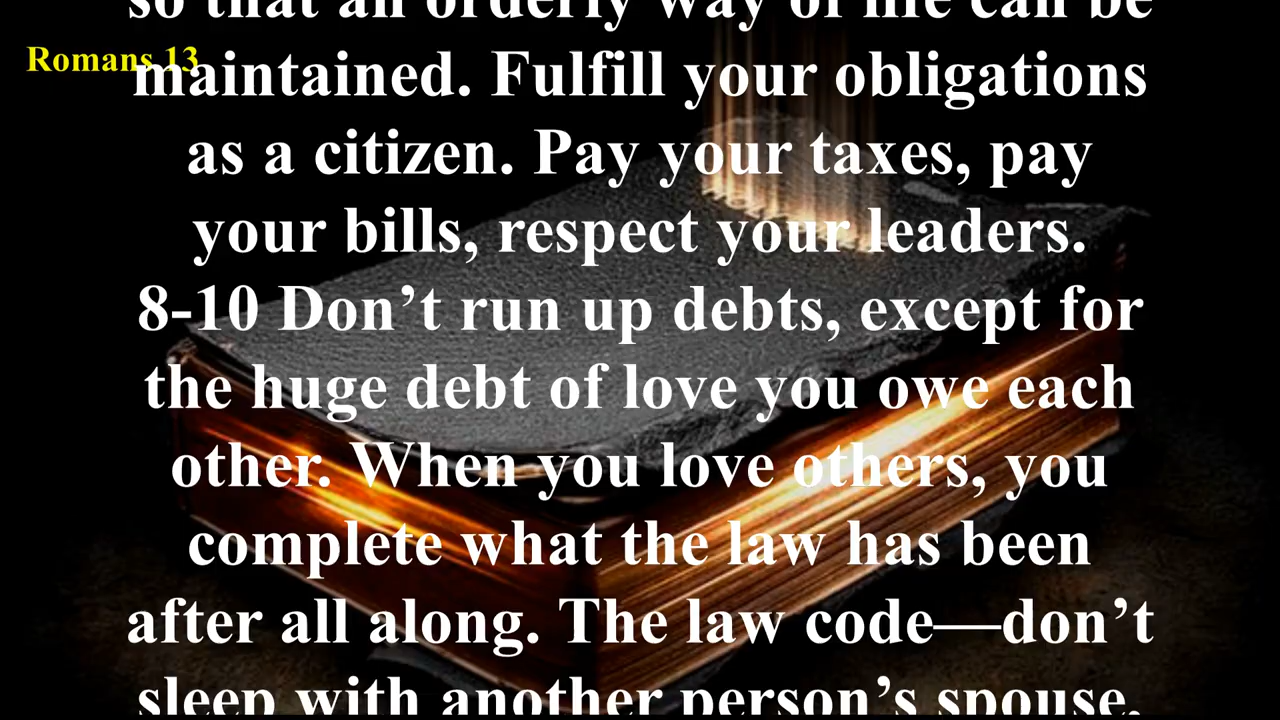 so that an orderly way of life can be
Romans 13
maintained. Fulfill your obligations
as a citizen. Pay your taxes, pay
your bills, respect your leaders.
8-10 Don’t run up debts, except for
the huge debt of love you owe each
other. When you love others, you
complete what the law has been
after all along. The law code—don’t
sleep with another person’s spouse,